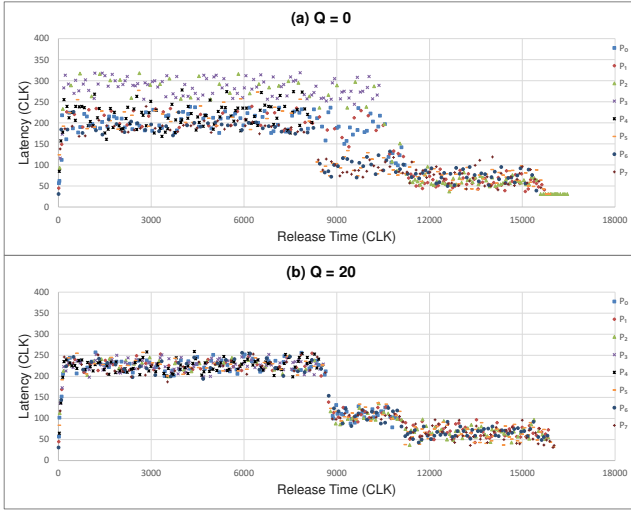 (a) Q = 0
Latency (CLK)
400
350
300
250
200
150
100
50
0
0 3000 6000 9000 12000 15000 18000
Release Time (CLK)
P0
P1
P2
P3
P4
P5
P6
P7
(b) Q = 20
Latency (CLK)
400
350
300
250
200
150
100
50
0
0 3000 6000 9000 12000 15000 18000
Release Time (CLK)
P0
P1
P2
P3
P4
P5
P6
P7